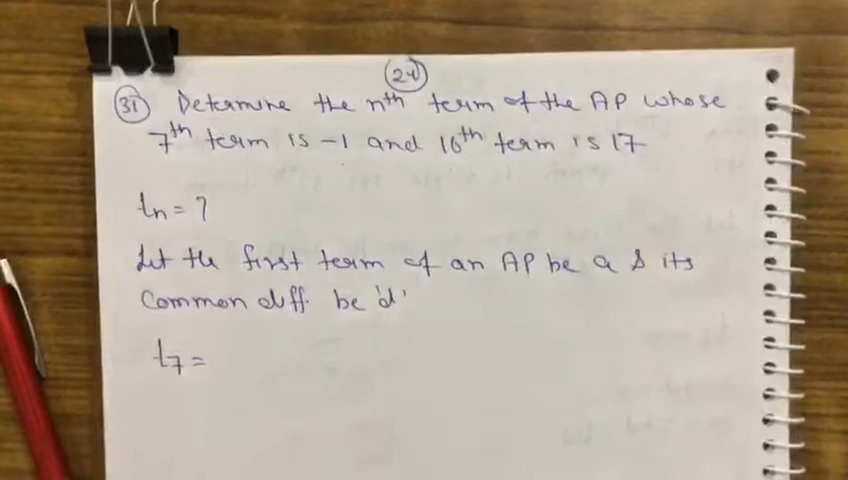 24
31 Determine the nth term of the AP whose
7th term is -1 and 16th term is 17
tn = ?
Let the first term of an AP be a & its
Common diff. be 'd'
t7 =